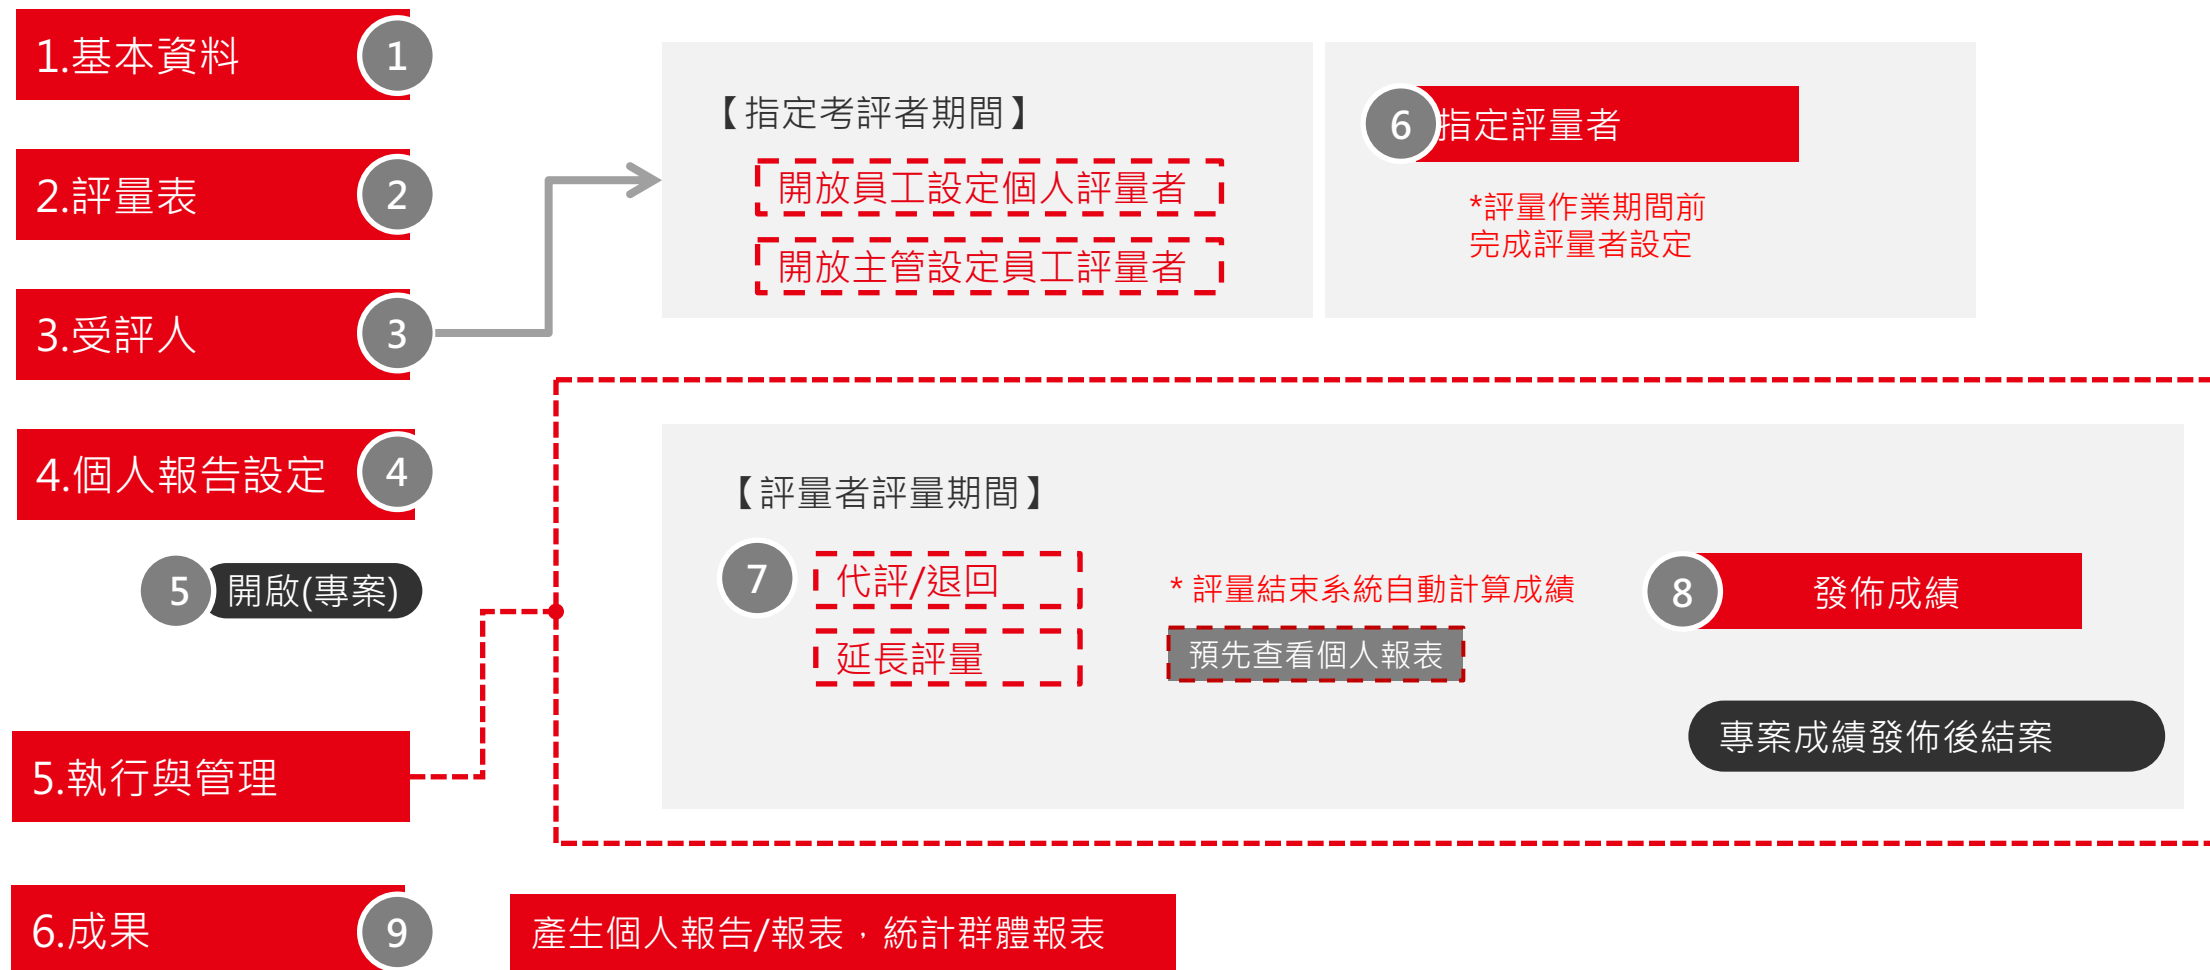 1.基本資料
1
2.評量表
2
3.受評人
3
4.個人報告設定
4
5
開啟(專案)
5.執行與管理
6.成果
9
【指定考評者期間】
開放員工設定個人評量者
開放主管設定員工評量者
6
指定評量者
*評量作業期間前
完成評量者設定
【評量者評量期間】
7
代評/退回
延長評量
* 評量結束系統自動計算成績
預先查看個人報表
8
發佈成績
專案成績發佈後結案
產生個人報告/報表，統計群體報表